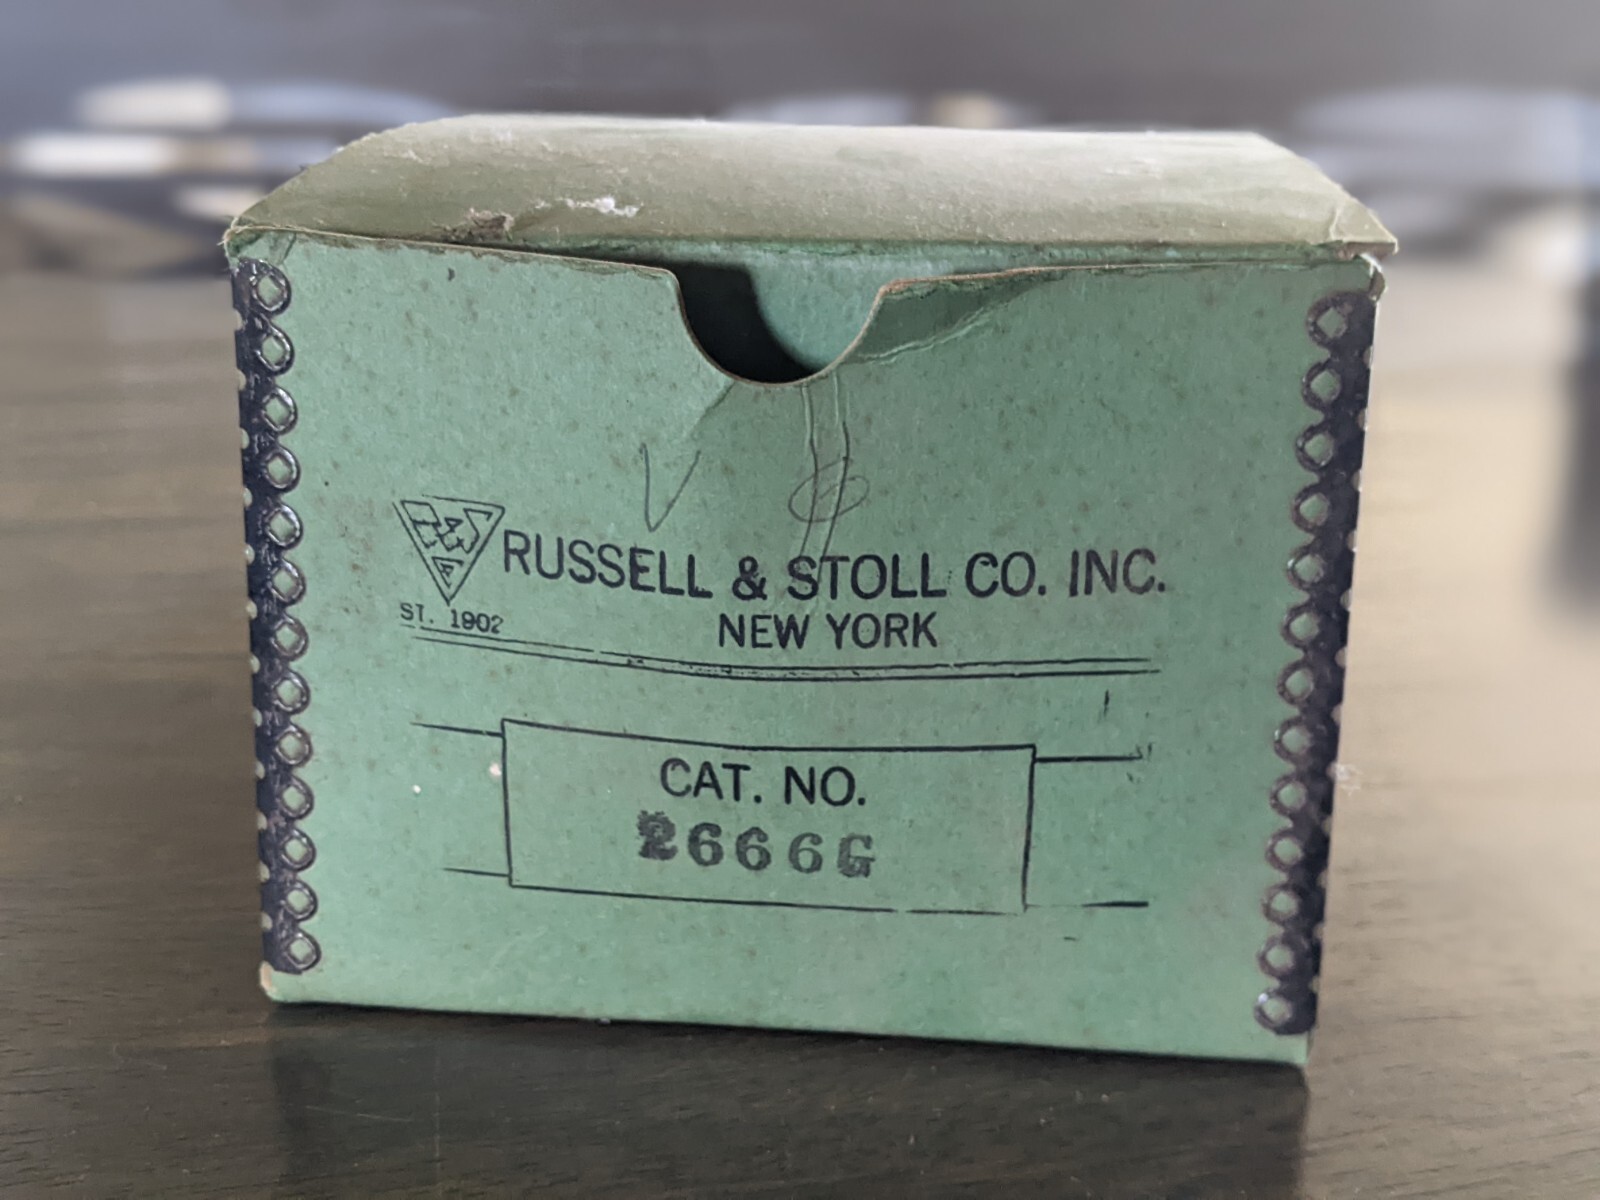 R&S
RUSSELL & STOLL CO. INC.
ST. 1902
NEW YORK
CAT. NO.
2666G